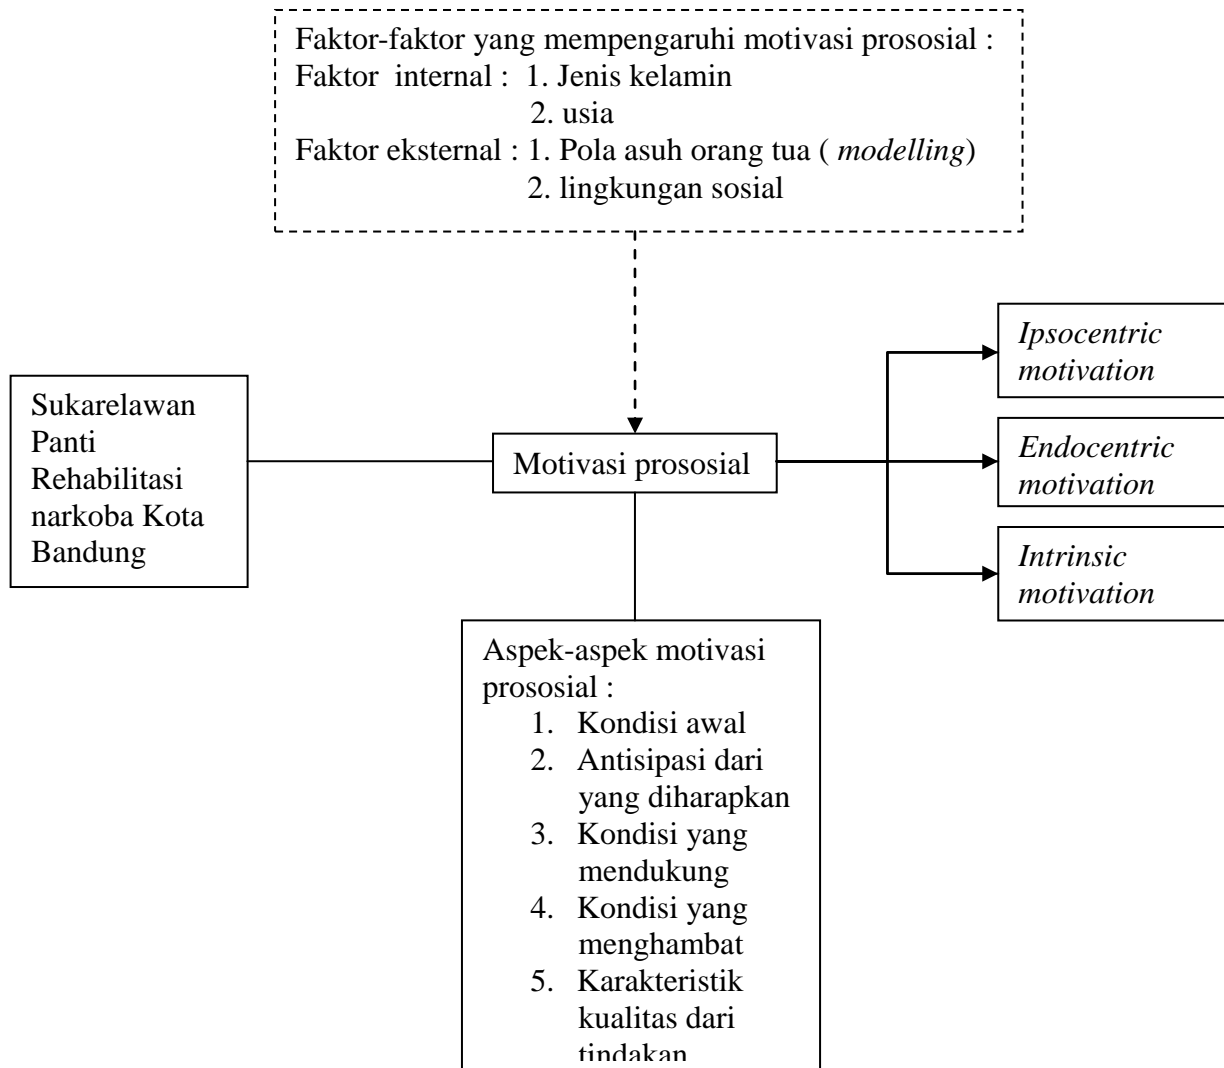 Faktor-faktor yang mempengaruhi motivasi prososial :
Faktor internal : 1. Jenis kelamin
2. usia
Faktor eksternal : 1. Pola asuh orang tua ( modelling)
2. lingkungan sosial
Sukarelawan
Panti
Rehabilitasi
narkoba Kota
Bandung
Motivasi prososial
Ipsocentric
motivation
Endocentric
motivation
Intrinsic
motivation
Aspek-aspek motivasi
prososial :
1. Kondisi awal
2. Antisipasi dari
yang diharapkan
3. Kondisi yang
mendukung
4. Kondisi yang
menghambat
5. Karakteristik
kualitas dari
tindakan